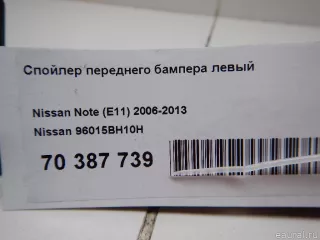 Спойлер переднего бампера левый
Nissan Note (E11) 2006-2013
Nissan 96015BH10H
70 387 739